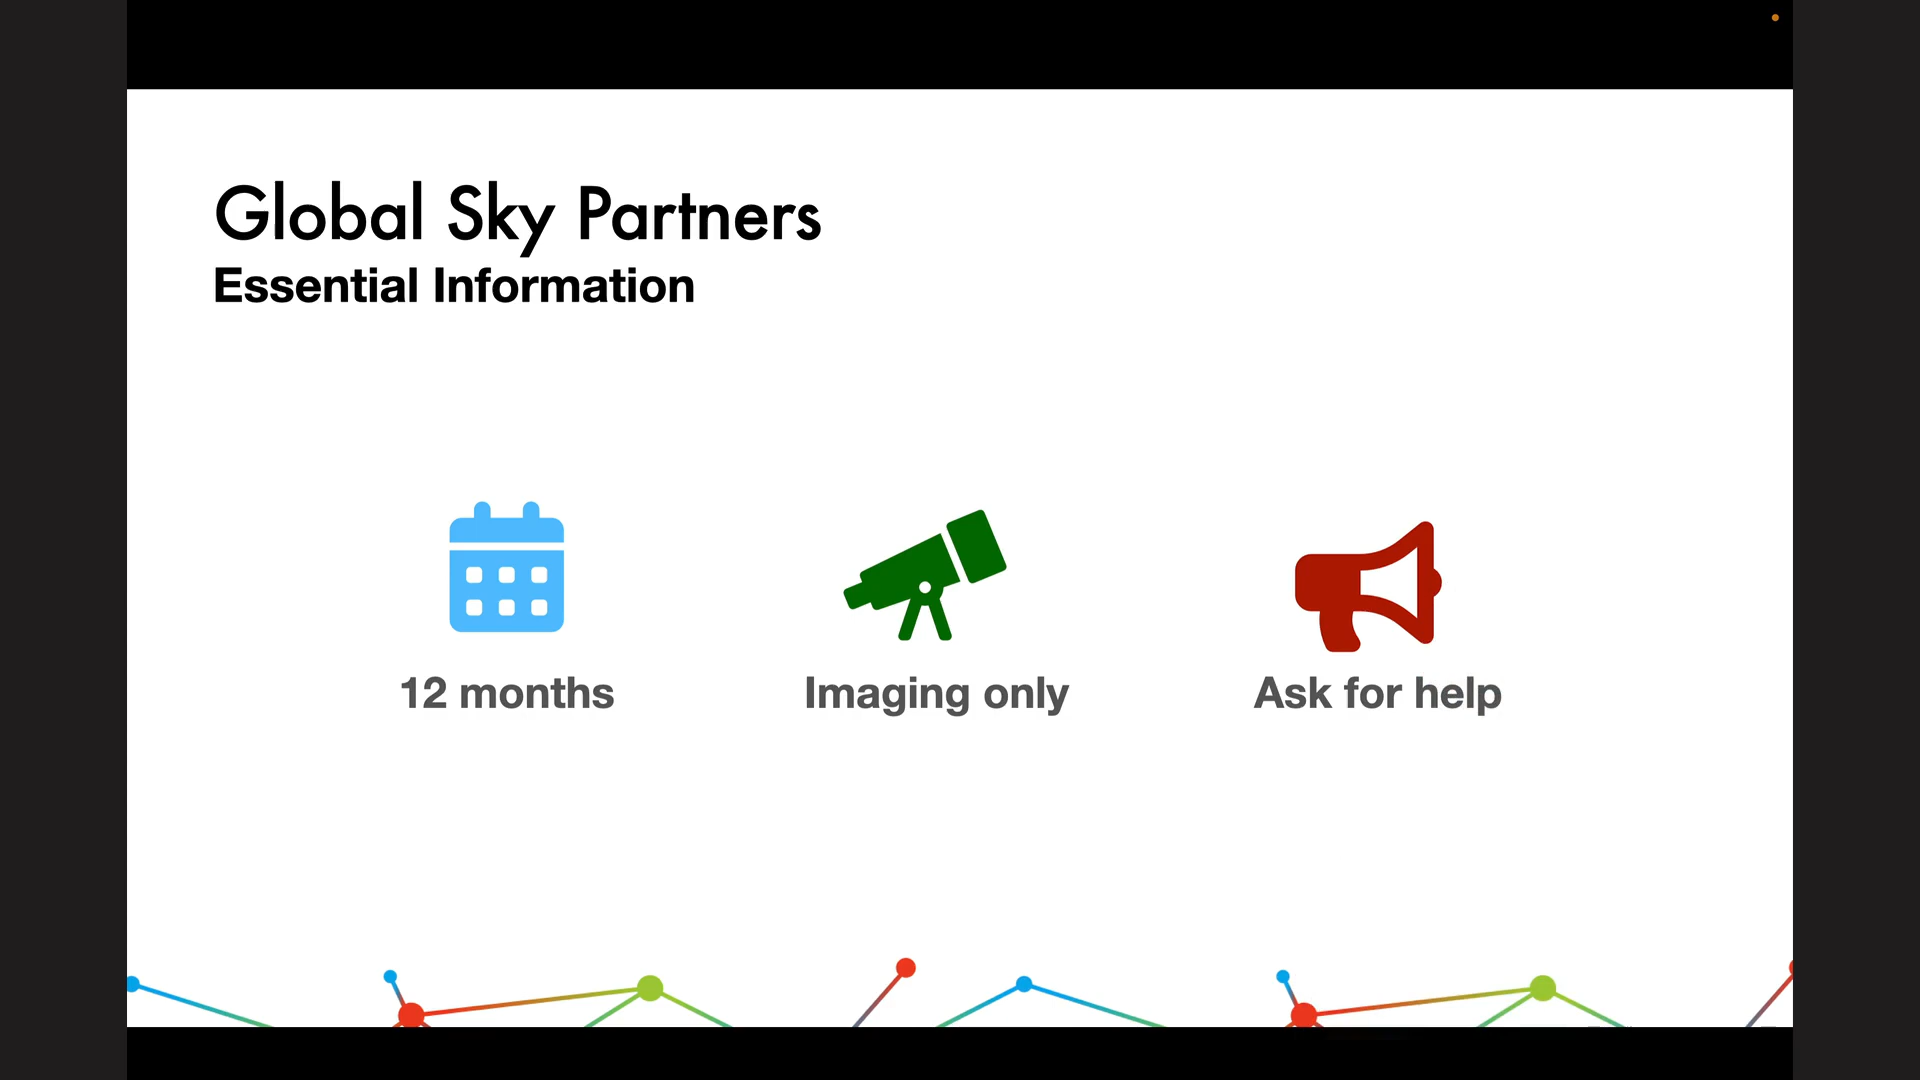 Global Sky Partners
Essential Information
12 months
Imaging only
Ask for help